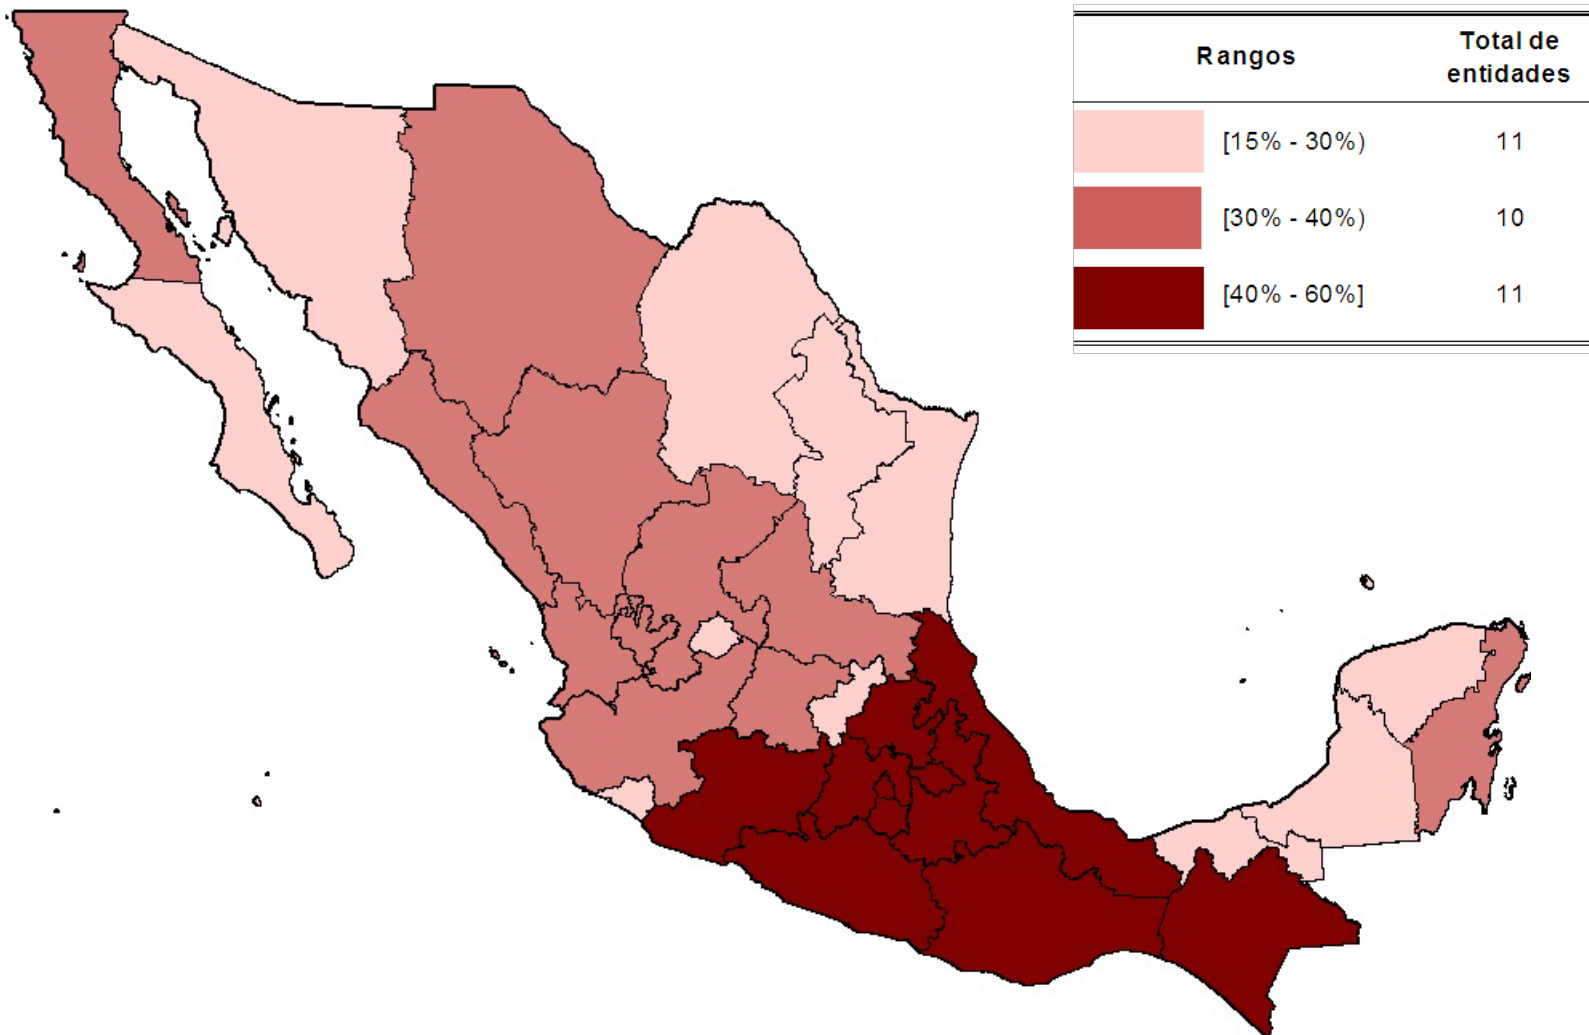 Rangos Total de entidades
[15% - 30%) 11
[30% - 40%) 10
[40% - 60%] 11